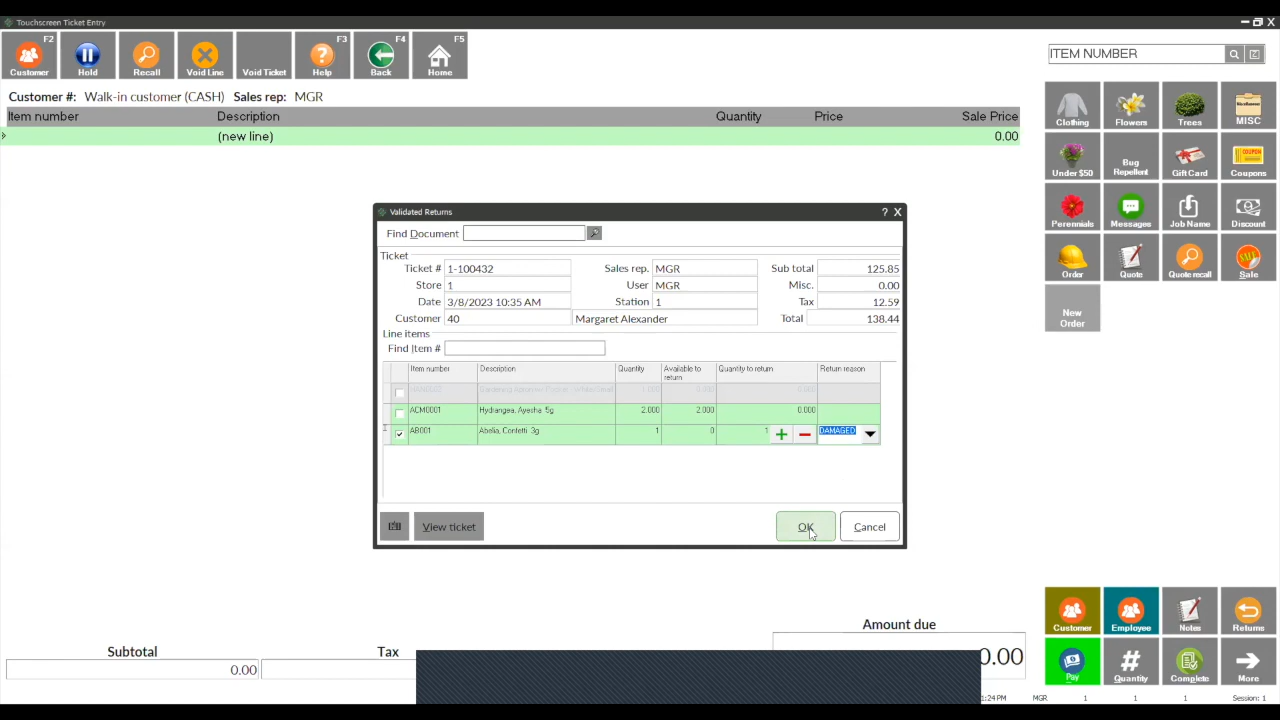 Touchscreen Ticket Entry
F2 F3 F4 F5
Customer Hold Recall Void Line Void Ticket Help Back Home
ITEM NUMBER
Customer #: Walk-in customer (CASH) Sales rep: MGR
Item number Description Quantity Price Sale Price
(new line) 0.00
Clothing Flowers Trees MISC
Under $50 Bug Repellent Gift Card Coupons
Perennials Messages Job Name Discount
Order Quote Quote recall Sale
New Order
Validated Returns ? X
Find Document
Ticket
Ticket # 1-100432 Sales rep. MGR Sub total 125.85
Store 1 User MGR Misc. 0.00
Date 3/8/2023 10:35 AM Station 1 Tax 12.59
Customer 40 Margaret Alexander Total 138.44
Line items
Find Item #
Item number Description Quantity Available to return Quantity to return Return reason
ACM0001 Hydrangea, Ayesha 5g 2.000 2.000 0.000
AB001 Abelia, Confetti 3g 1 0 1 DAMAGED
View ticket OK Cancel
Customer Employee Notes Returns
Pay Quantity Complete More
Amount due
0.00
Subtotal Tax
0.00
1:24 PM MGR 1 1 1 Session: 1